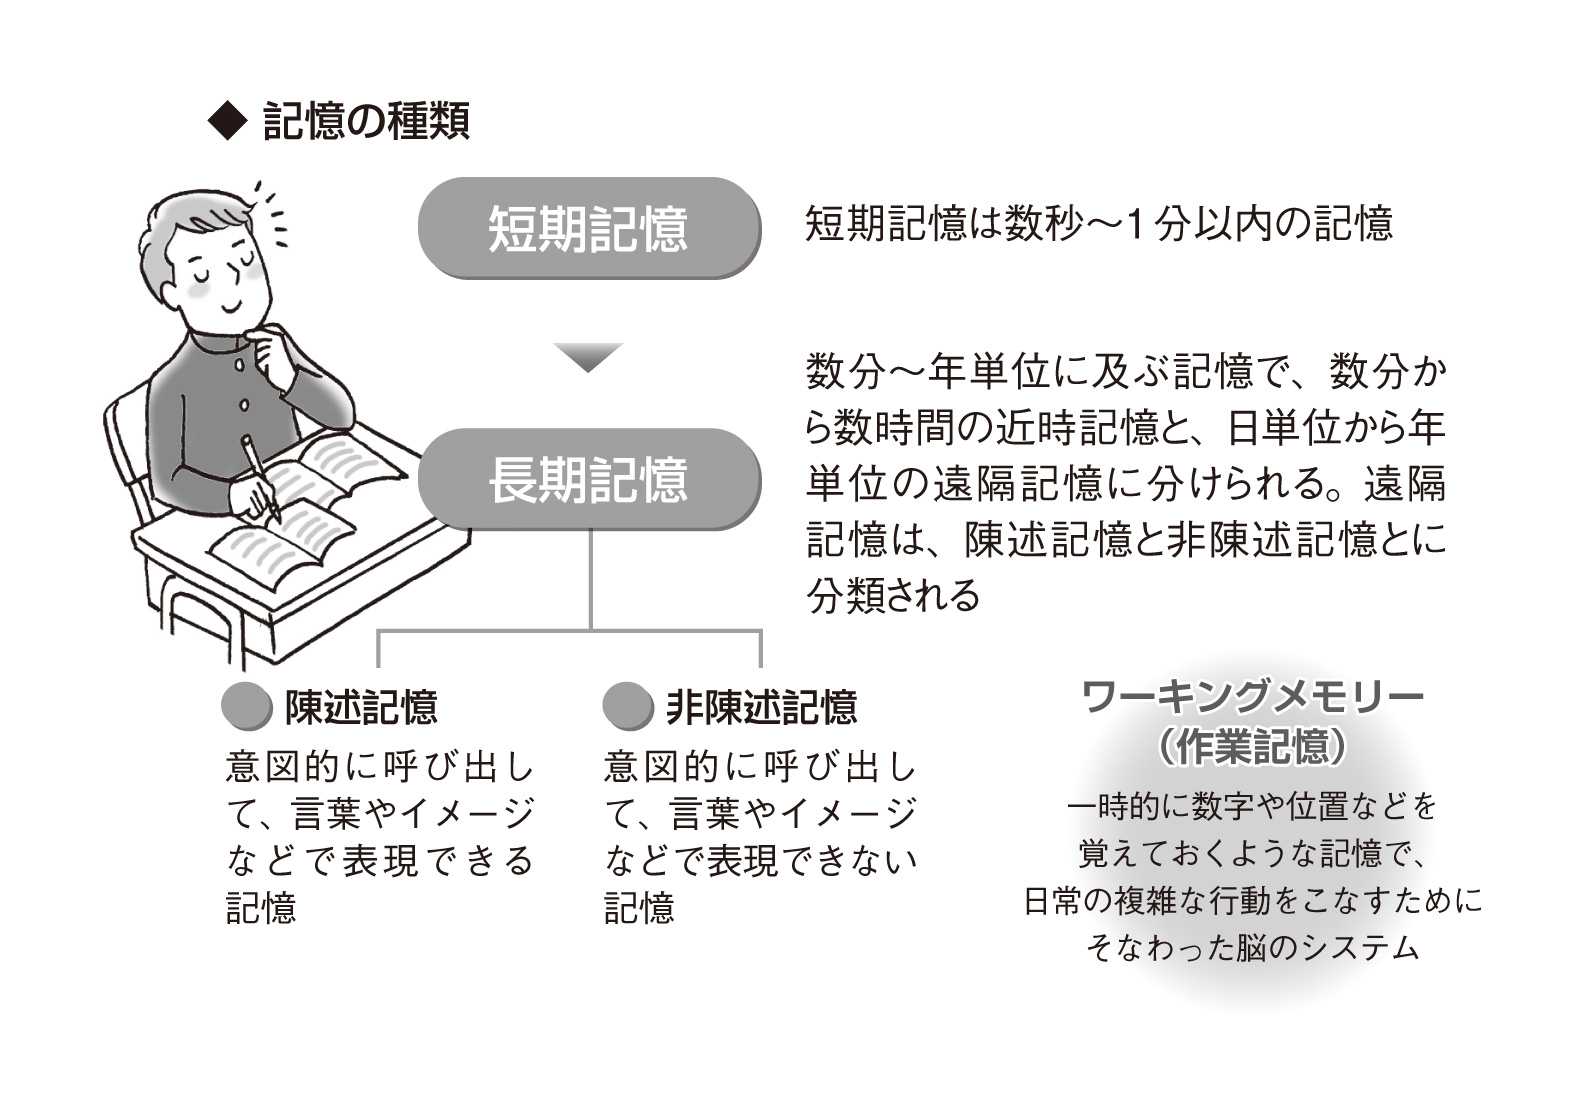 ◆ 記憶の種類
短期記憶
短期記憶は数秒〜1分以内の記憶
長期記憶
数分〜年単位に及ぶ記憶で、数分か
ら数時間の近時記憶と、日単位から年
単位の遠隔記憶に分けられる。遠隔
記憶は、陳述記憶と非陳述記憶とに
分類される
陳述記憶
意図的に呼び出し
て、言葉やイメージ
などで表現できる
記憶
非陳述記憶
意図的に呼び出し
て、言葉やイメージ
などで表現できない
記憶
ワーキングメモリー
（作業記憶）
一時的に数字や位置などを
覚えておくような記憶で、
日常の複雑な行動をこなすために
そなわった脳のシステム